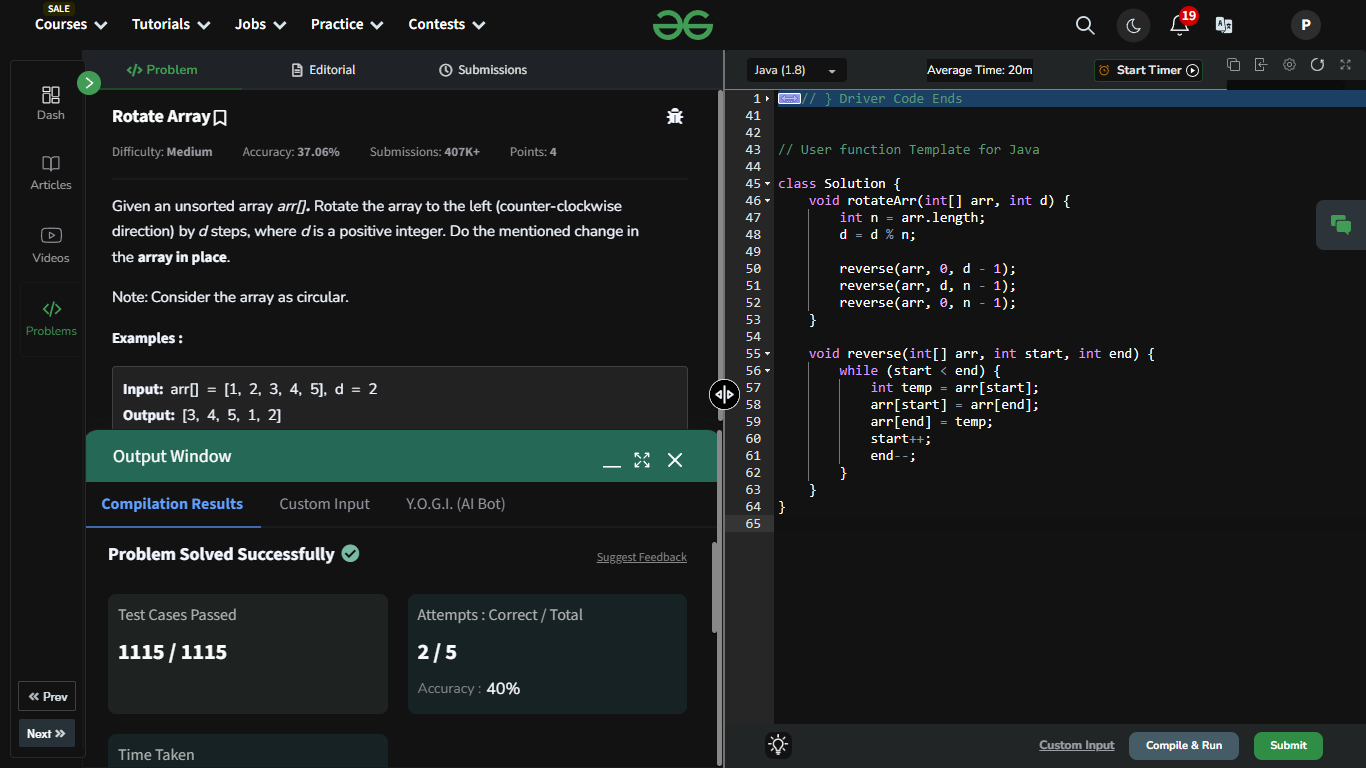 SALE
Courses Tutorials Jobs Practice Contests
19
P
Problem Editorial Submissions
Java (1.8) Average Time: 20m Start Timer
Dash
Articles
Videos
Problems
Prev
Next
Rotate Array
Difficulty: Medium Accuracy: 37.06% Submissions: 407K+ Points: 4
Given an unsorted array arr[]. Rotate the array to the left (counter-clockwise
direction) by d steps, where d is a positive integer. Do the mentioned change in
the array in place.
Note: Consider the array as circular.
Examples :
Input: arr[] = [1, 2, 3, 4, 5], d = 2
Output: [3, 4, 5, 1, 2]
Output Window
Compilation Results Custom Input Y.O.G.I. (AI Bot)
Problem Solved Successfully
Suggest Feedback
Test Cases Passed
1115 / 1115
Attempts : Correct / Total
2 / 5
Accuracy : 40%
Time Taken
1 // } Driver Code Ends
41
42
43 // User function Template for Java
44
45 class Solution {
46 void rotateArr(int[] arr, int d) {
47 int n = arr.length;
48 d = d % n;
49
50 reverse(arr, 0, d - 1);
51 reverse(arr, d, n - 1);
52 reverse(arr, 0, n - 1);
53 }
54
55 void reverse(int[] arr, int start, int end) {
56 while (start < end) {
57 int temp = arr[start];
58 arr[start] = arr[end];
59 arr[end] = temp;
60 start++;
61 end--;
62 }
63 }
64 }
65
Custom Input Compile & Run Submit